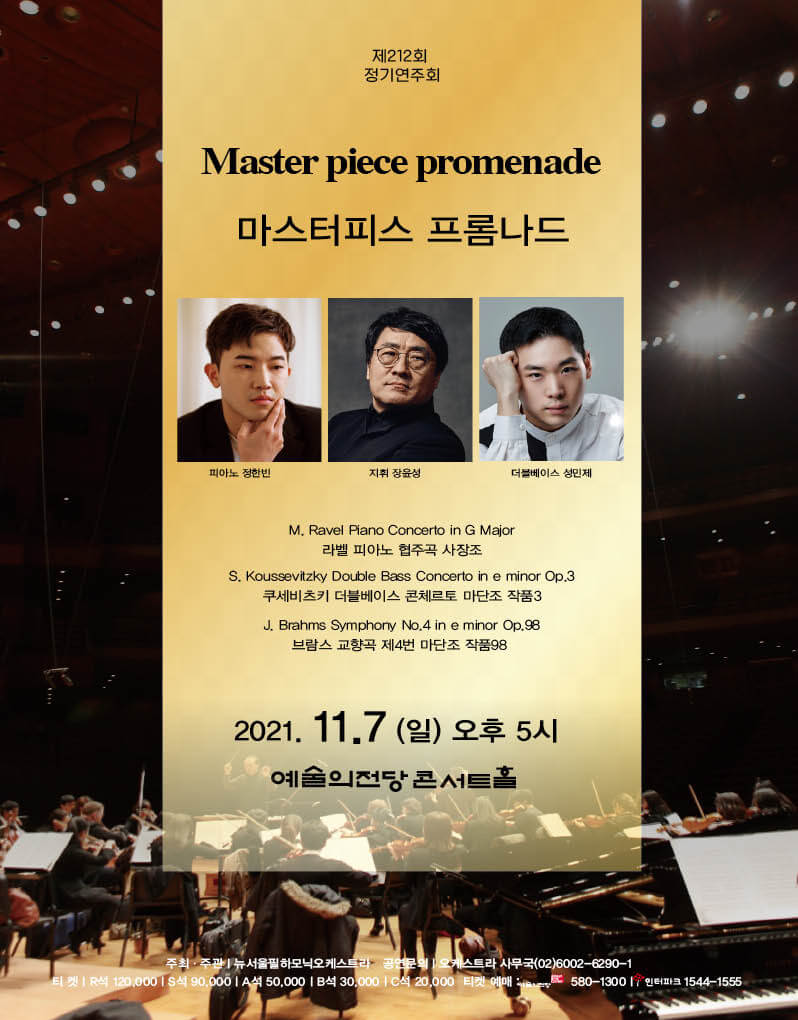 제212회
정기연주회
Master piece promenade
마스터피스 프롬나드
피아노 정한빈
지휘 장윤성
더블베이스 성민제
M. Ravel Piano Concerto in G Major
라벨 피아노 협주곡 사장조
S. Koussevitzky Double Bass Concerto in e minor Op.3
쿠세비츠키 더블베이스 콘체르토 마단조 작품3
J. Brahms Symphony No.4 in e minor Op.98
브람스 교향곡 제4번 마단조 작품98
2021. 11.7 (일) 오후 5시
예술의전당 콘서트홀
주최 · 주관 | 뉴서울필하모닉오케스트라 공연문의 | 오케스트라 사무국(02)6002-6290-1
티 켓 | R석 120,000 | S석 90,000 | A석 50,000 | B석 30,000 | C석 20,000 티켓 예매 : 580-1300 | 인터파크 1544-1555